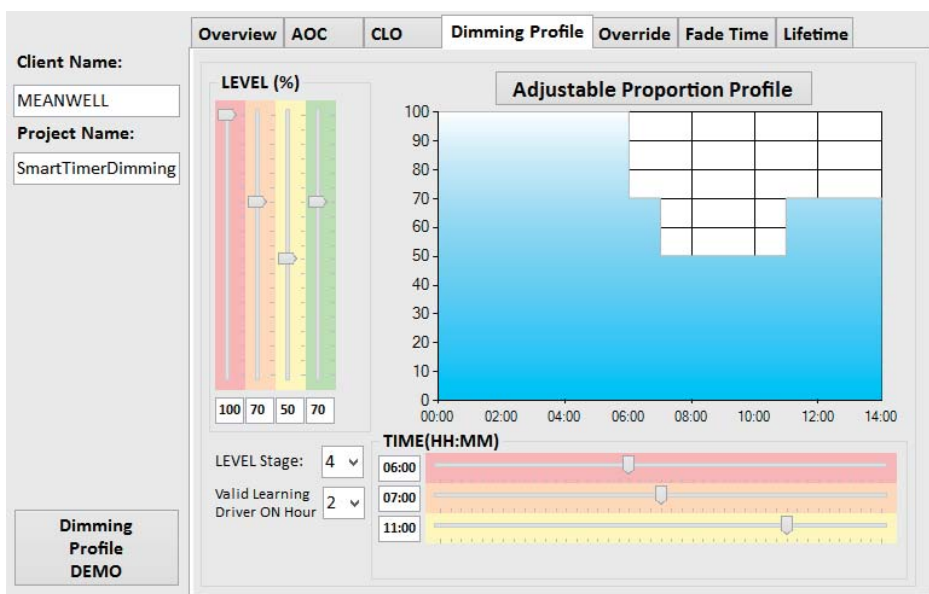 Overview AOC CLO Dimming Profile Override Fade Time Lifetime
Client Name:
MEANWELL
Project Name:
SmartTimerDimming
LEVEL (%)
100 70 50 70
LEVEL Stage: 4
Valid Learning
Driver ON Hour 2
Adjustable Proportion Profile
100
90
80
70
60
50
40
30
20
10
0
00:00 02:00 04:00 06:00 08:00 10:00 12:00 14:00
TIME(HH:MM)
06:00
07:00
11:00
Dimming
Profile
DEMO